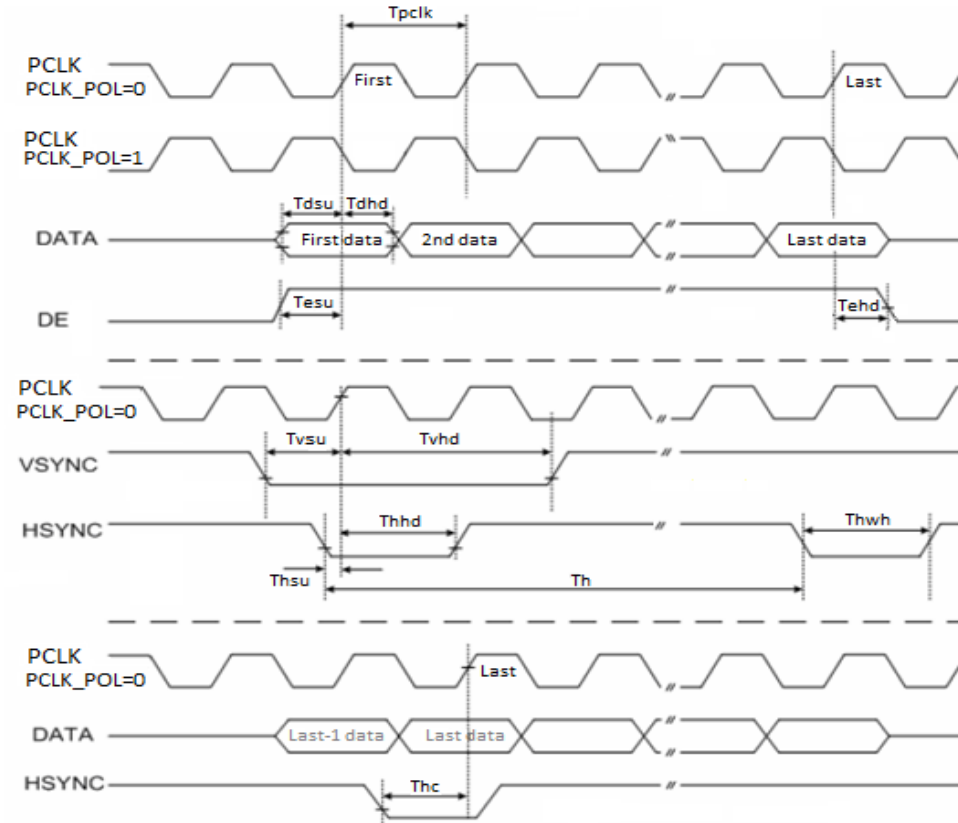 Tpclk
PCLK
PCLK_POL=0
First
Last
PCLK
PCLK_POL=1
Tdsu
Tdhd
DATA
First data
2nd data
Last data
Tesu
Tehd
DE
PCLK
PCLK_POL=0
Tvsu
Tvhd
VSYNC
HSYNC
Thhd
Thwh
Thsu
Th
PCLK
PCLK_POL=0
Last
DATA
Last-1 data
Last data
HSYNC
Thc